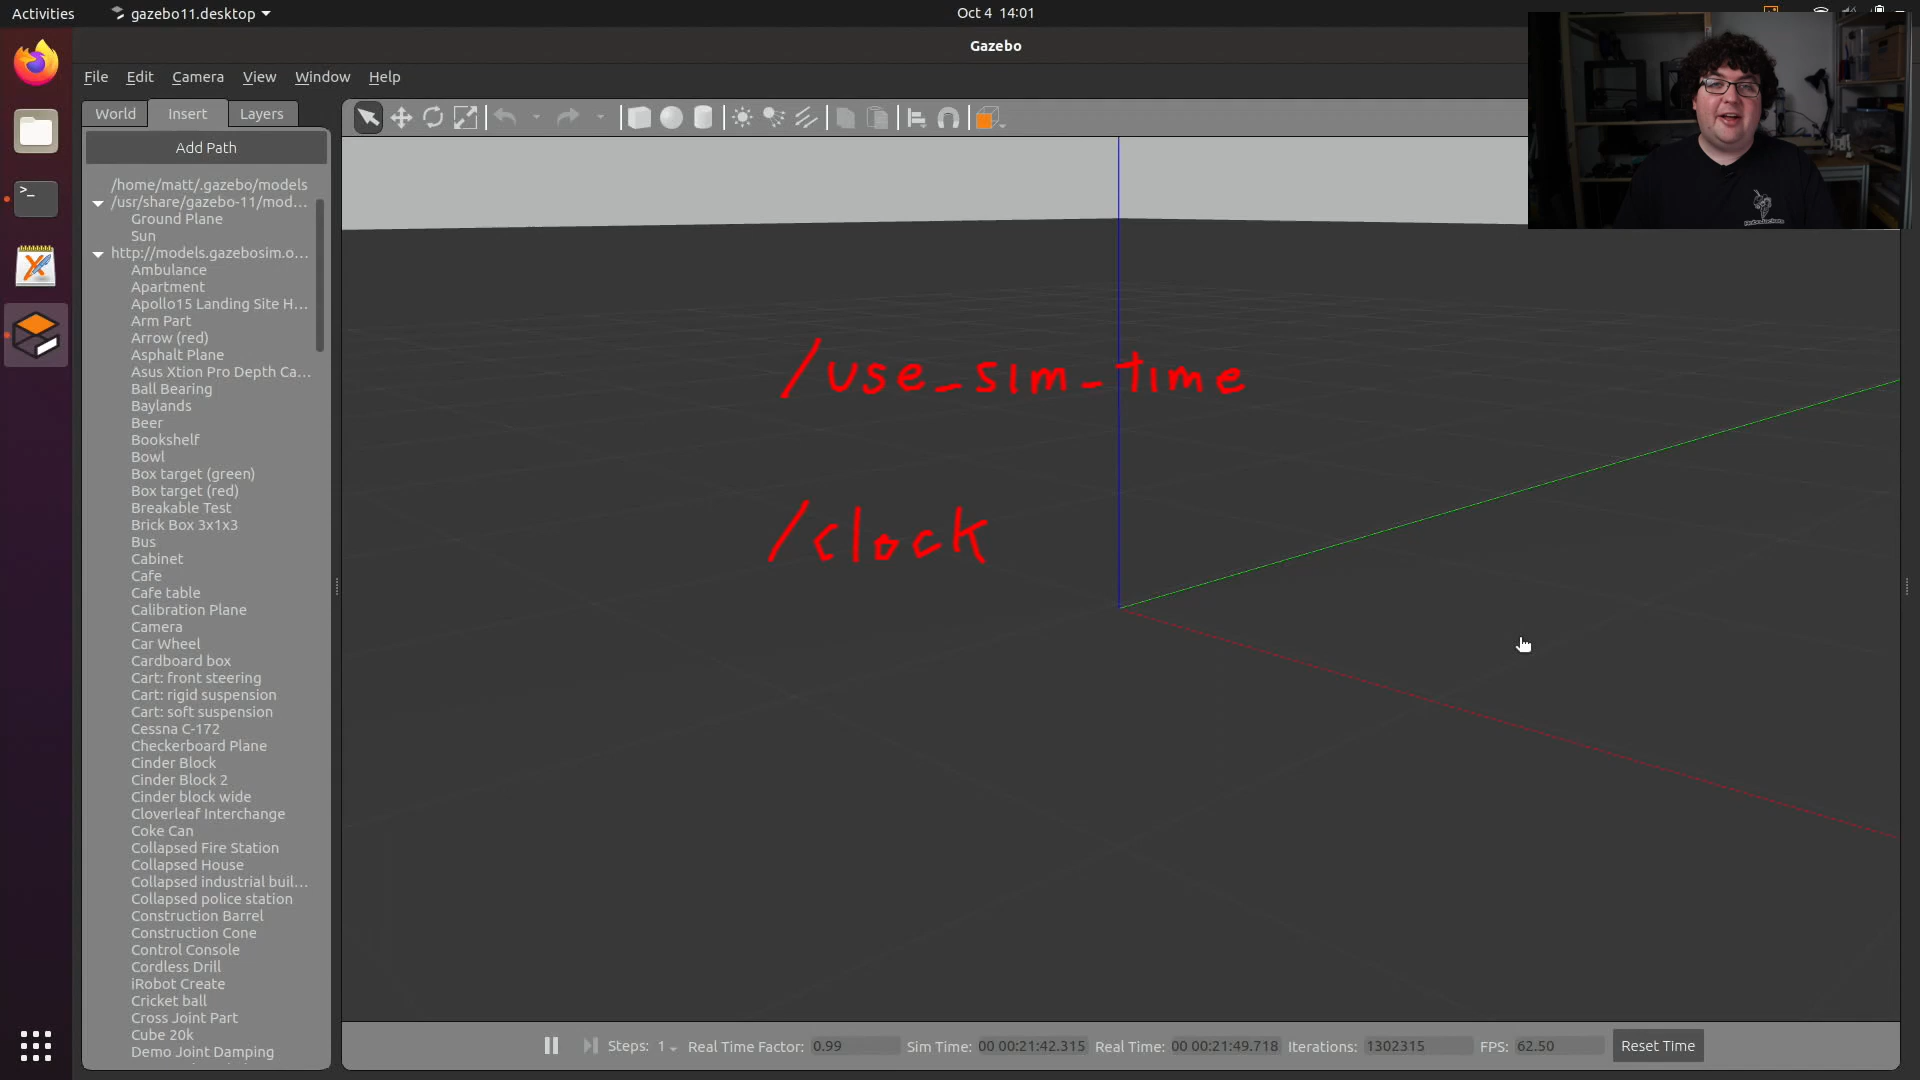 Activities
gazebo11.desktop
Oct 4 14:01
Gazebo
File Edit Camera View Window Help
World Insert Layers
Add Path
/home/matt/.gazebo/models
/usr/share/gazebo-11/mod...
Ground Plane
Sun
http://models.gazebosim.o...
Ambulance
Apartment
Apollo15 Landing Site H...
Arm Part
Arrow (red)
Asphalt Plane
Asus Xtion Pro Depth Ca...
Ball Bearing
Baylands
Beer
Bookshelf
Bowl
Box target (green)
Box target (red)
Breakable Test
Brick Box 3x1x3
Bus
Cabinet
Cafe
Cafe table
Calibration Plane
Camera
Car Wheel
Cardboard box
Cart: front steering
Cart: rigid suspension
Cart: soft suspension
Cessna C-172
Checkerboard Plane
Cinder Block
Cinder Block 2
Cinder block wide
Cloverleaf Interchange
Coke Can
Collapsed Fire Station
Collapsed House
Collapsed industrial buil...
Collapsed police station
Construction Barrel
Construction Cone
Control Console
Cordless Drill
iRobot Create
Cricket ball
Cross Joint Part
Cube 20k
Demo Joint Damping
/use_sim_time
/clock
Steps: 1 Real Time Factor: 0.99 Sim Time: 00 00:21:42.315 Real Time: 00 00:21:49.718 Iterations: 1302315 FPS: 62.50 Reset Time